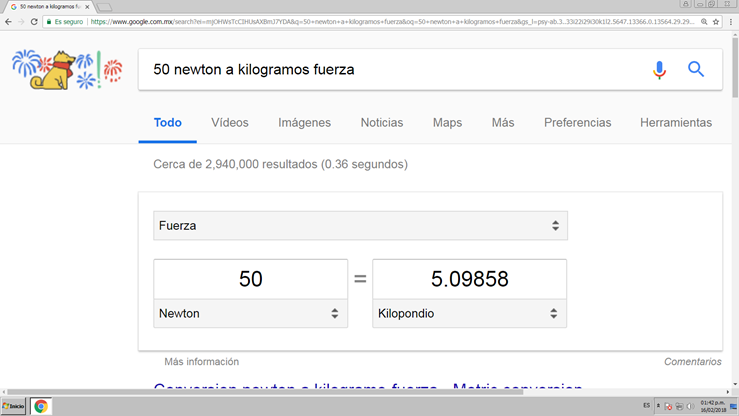 50 newton a kilogramos fu
Es seguro
https://www.google.com.mx/search?ei=mjOHWsTcCIHUsAXBmJ7YDA&q=50+newton+a+kilogramos+fuerza&oq=50+newton+a+kilogramos+fuerza&gs_l=psy-ab.3..33i22i29i30k1l2.5647.13366.0.13564.29.29...
50 newton a kilogramos fuerza
Todo Vídeos Imágenes Noticias Maps Más Preferencias Herramientas
Cerca de 2,940,000 resultados (0.36 segundos)
Fuerza
50 = 5.09858
Newton Kilopondio
Más información Comentarios
Conversion newton a kilograms fuerza - Metric conversion
Inicio
ES
01:42 p.m.
16/02/2018